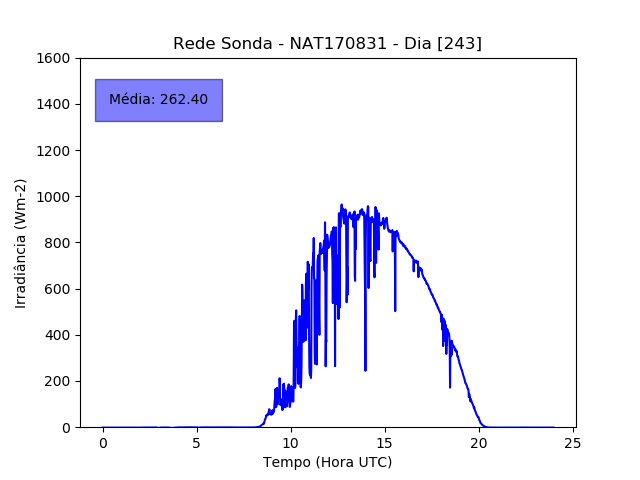 Rede Sonda - NAT170831 - Dia [243]
1600
1400
1200
1000
800
600
400
200
0
Média: 262.40
Irradiância (Wm-2)
0 5 10 15 20 25
Tempo (Hora UTC)